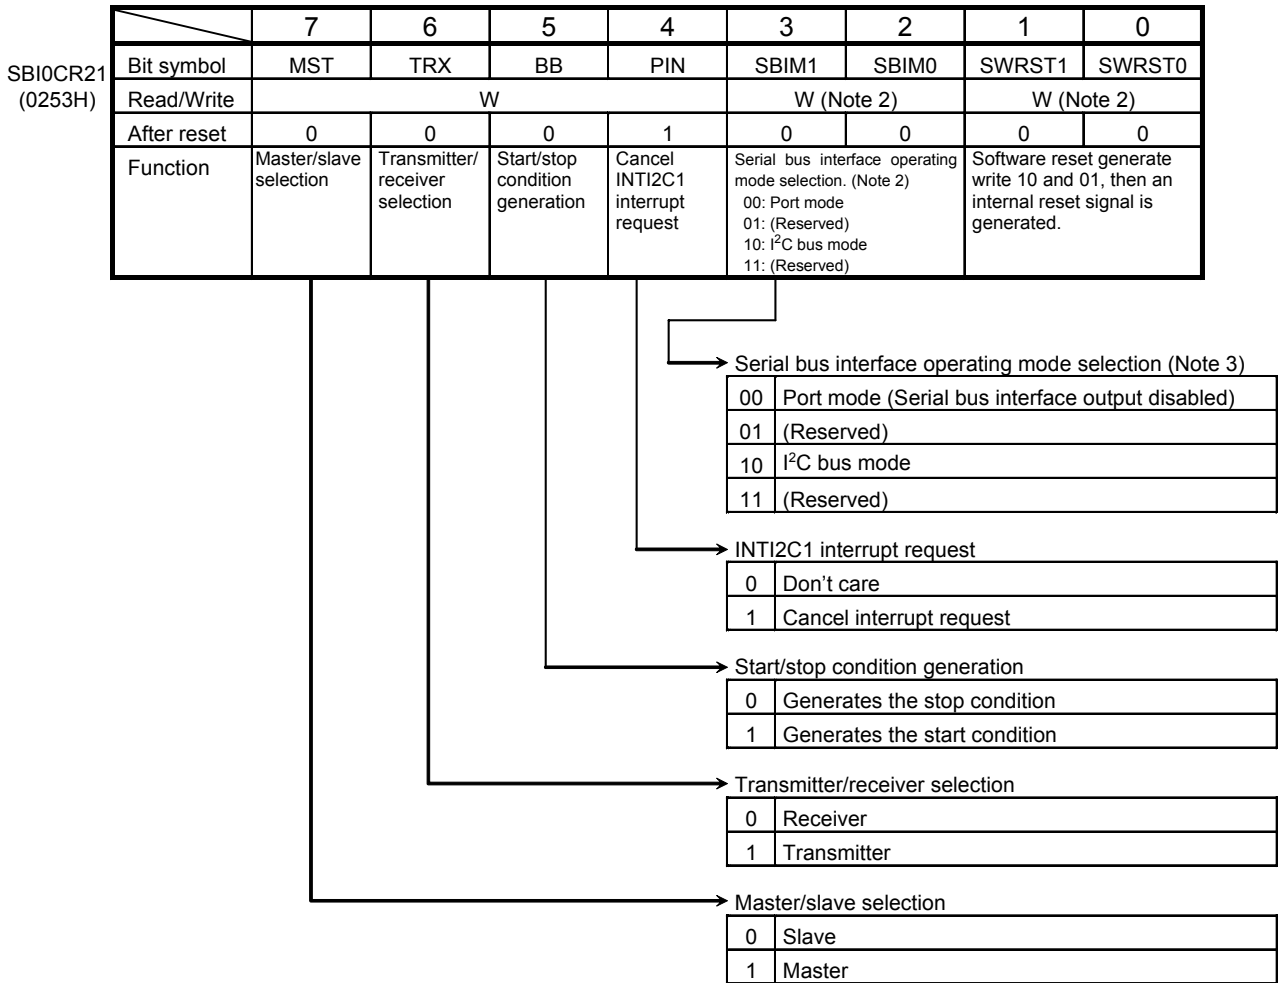 7 6 5 4 3 2 1 0
SBI0CR21
(0253H)
Bit symbol MST TRX BB PIN SBIM1 SBIM0 SWRST1 SWRST0
Read/Write W W (Note 2) W (Note 2)
After reset 0 0 0 1 0 0 0 0
Function
Master/slave
selection
Transmitter/
receiver
selection
Start/stop
condition
generation
Cancel
INTI2C1
interrupt
request
Serial bus interface operating
mode selection. (Note 2)
00: Port mode
01: (Reserved)
10: I²C bus mode
11: (Reserved)
Software reset generate
write 10 and 01, then an
internal reset signal is
generated.
Serial bus interface operating mode selection (Note 3)
00 Port mode (Serial bus interface output disabled)
01 (Reserved)
10 I²C bus mode
11 (Reserved)
INTI2C1 interrupt request
0 Don't care
1 Cancel interrupt request
Start/stop condition generation
0 Generates the stop condition
1 Generates the start condition
Transmitter/receiver selection
0 Receiver
1 Transmitter
Master/slave selection
0 Slave
1 Master